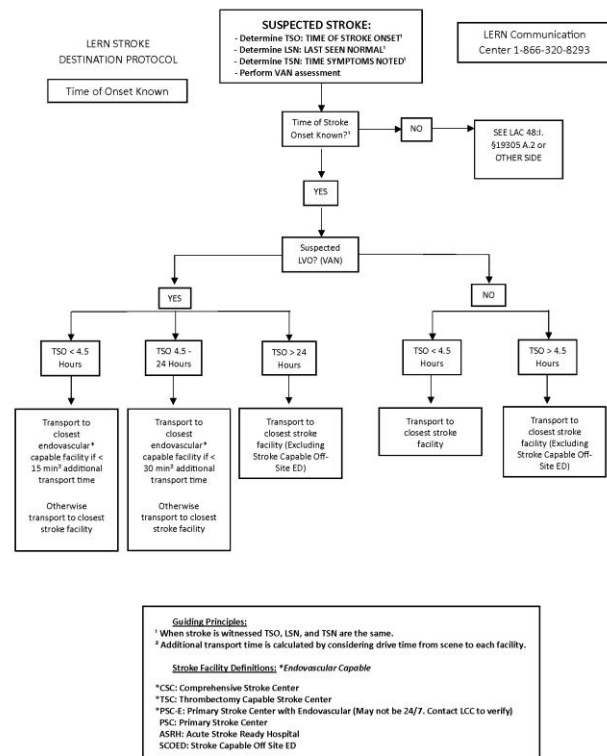 LERN STROKE
DESTINATION PROTOCOL
Time of Onset Known
SUSPECTED STROKE:
- Determine TSO: TIME OF STROKE ONSET¹
- Determine LSN: LAST SEEN NORMAL¹
- Determine TSN: TIME SYMPTOMS NOTED¹
- Perform VAN assessment
LERN Communication
Center 1-866-320-8293
Time of Stroke
Onset Known?¹
NO
SEE LAC 48:I.
§19305 A.2 or
OTHER SIDE
YES
Suspected
LVO? (VAN)
YES
NO
TSO < 4.5
Hours
TSO 4.5 -
24 Hours
TSO > 24
Hours
TSO < 4.5
Hours
TSO > 4.5
Hours
Transport to
closest
endovascular*
capable facility if <
15 min² additional
transport time
Otherwise
transport to closest
stroke facility
Transport to
closest
endovascular*
capable facility if <
30 min² additional
transport time
Otherwise
transport to closest
stroke facility
Transport to
closest stroke
facility (Excluding
Stroke Capable Off-
Site ED)
Transport to
closest stroke
facility
Transport to
closest stroke
facility (Excluding
Stroke Capable Off-
Site ED)
Guiding Principles:
¹ When stroke is witnessed TSO, LSN, and TSN are the same.
² Additional transport time is calculated by considering drive time from scene to each facility.
Stroke Facility Definitions: *Endovascular Capable
*CSC: Comprehensive Stroke Center
*TSC: Thrombectomy Capable Stroke Center
*PSC-E: Primary Stroke Center with Endovascular (May not be 24/7. Contact LCC to verify)
PSC: Primary Stroke Center
ASRH: Acute Stroke Ready Hospital
SCOED: Stroke Capable Off Site ED